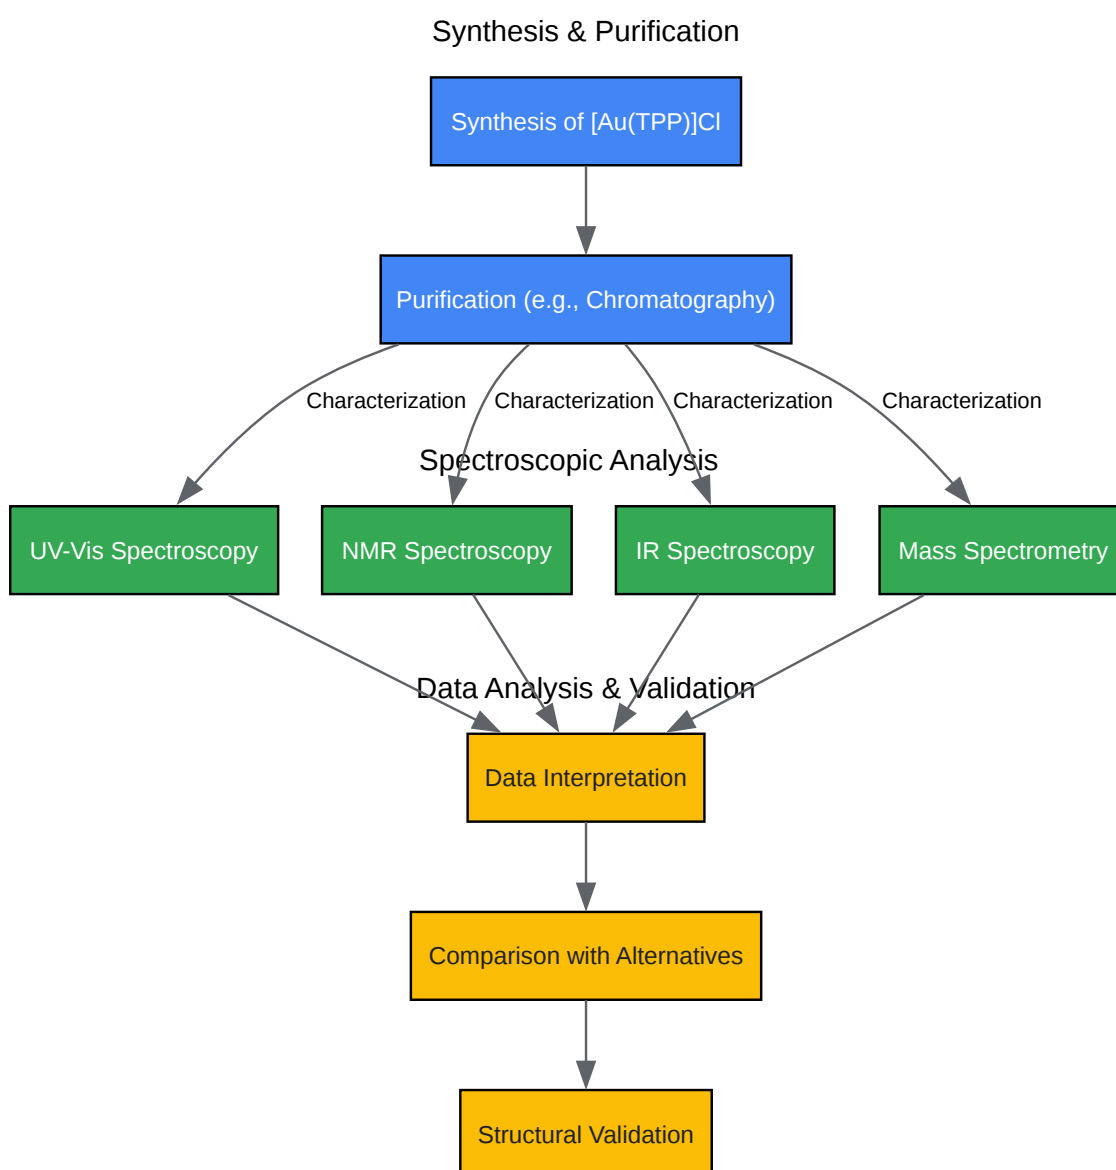 Synthesis & Purification
Synthesis of [Au(TPP)]Cl
Purification (e.g., Chromatography)
Characterization
Characterization
Characterization
Characterization
Spectroscopic Analysis
UV-Vis Spectroscopy
NMR Spectroscopy
IR Spectroscopy
Mass Spectrometry
Data Analysis & Validation
Data Interpretation
Comparison with Alternatives
Structural Validation